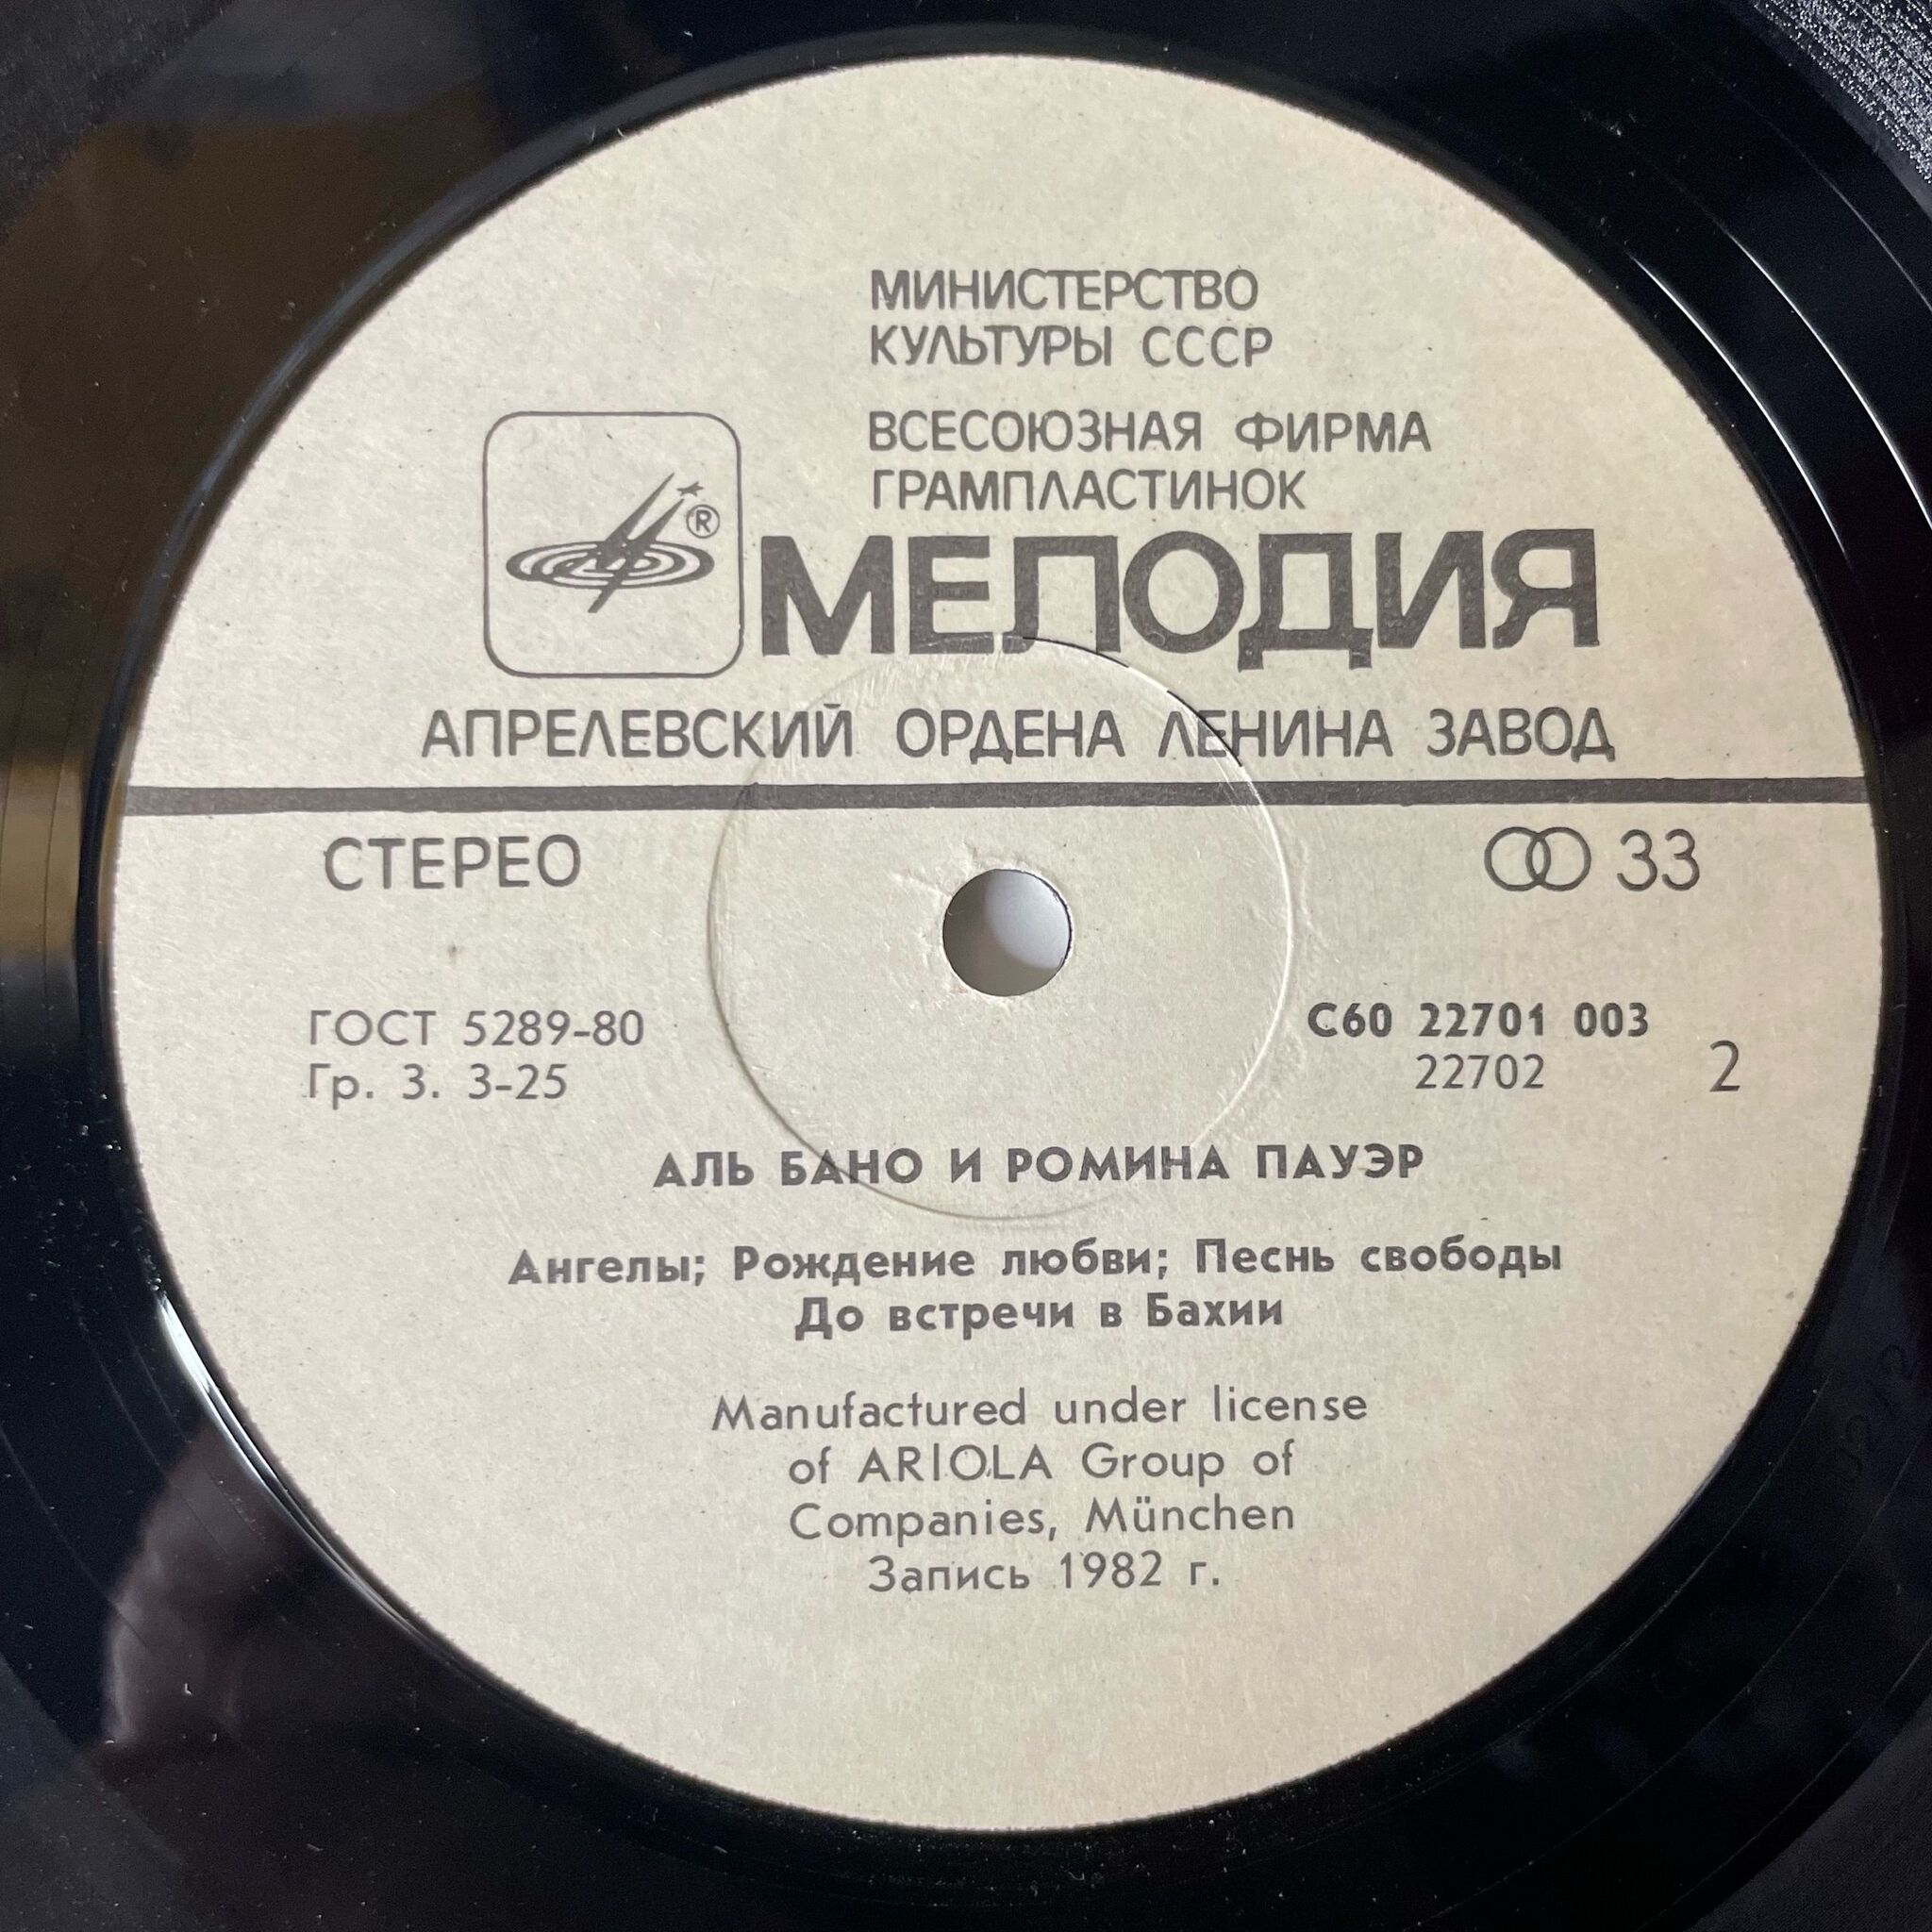 МИНИСТЕРСТВО
КУЛЬТУРЫ СССР
ВСЕСОЮЗНАЯ ФИРМА
ГРАМПЛАСТИНОК
®
МЕЛОДИЯ
АПРЕЛЕВСКИЙ ОРДЕНА ЛЕНИНА ЗАВОД
СТЕРЕО
33
ГОСТ 5289-80
Гр. 3. 3-25
С60 22701 003
22702
2
АЛЬ БАНО И РОМИНА ПАУЭР
Ангелы; Рождение любви; Песнь свободы
До встречи в Бахии
Manufactured under license
of ARIOLA Group of
Companies, München
Запись 1982 г.